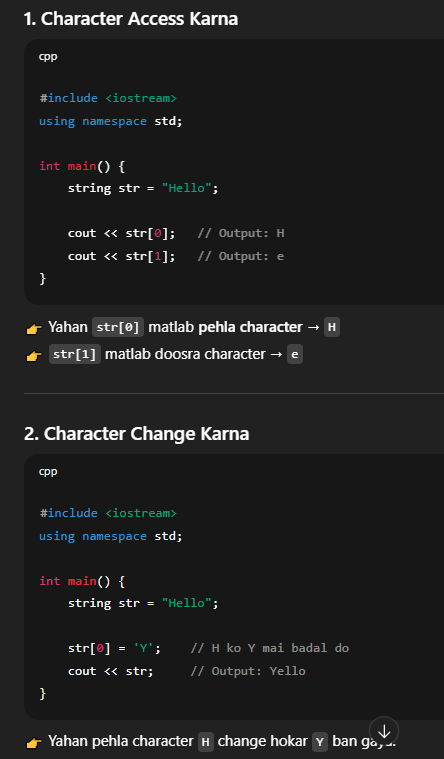 1. Character Access Karna
cpp
#include <iostream>
using namespace std;
int main() {
string str = "Hello";
cout << str[0]; // Output: H
cout << str[1]; // Output: e
}
👉 Yahan str[0] matlab pehla character → H
👉 str[1] matlab doosra character → e
2. Character Change Karna
cpp
#include <iostream>
using namespace std;
int main() {
string str = "Hello";
str[0] = 'Y'; // H ko Y mai badal do
cout << str; // Output: Yello
}
👉 Yahan pehla character H change hokar Y ban gaya.